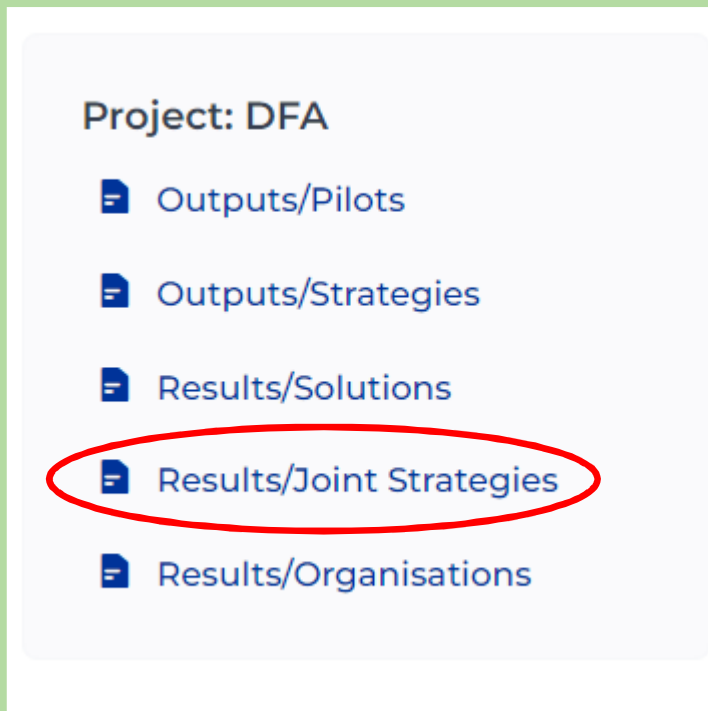 Project: DFA
Outputs/Pilots
Outputs/Strategies
Results/Solutions
Results/Joint Strategies
Results/Organisations